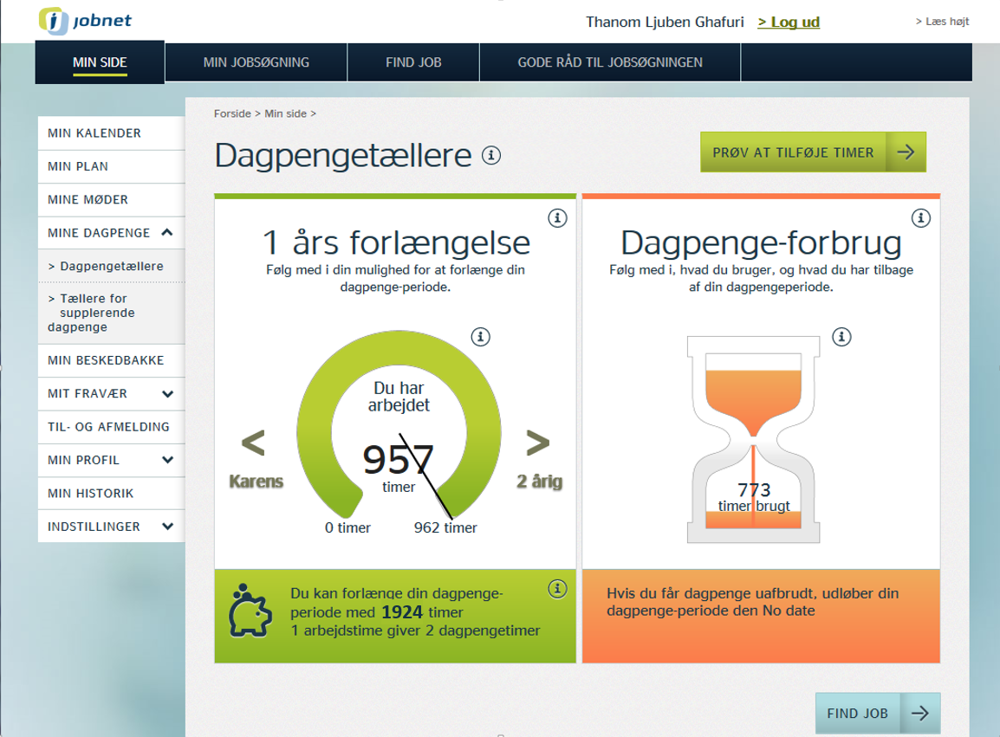 jobnet
Thanom Ljuben Ghafuri > Log ud > Læs højt
MIN SIDE MIN JOBSØGNING FIND JOB GODE RÅD TIL JOBSØGNINGEN
MIN KALENDER
MIN PLAN
MINE MØDER
MINE DAGPENGE
> Dagpengetællere
> Tællere for
supplerende
dagpenge
MIN BESKEDBAKKE
MIT FRAVÆR
TIL- OG AFMELDING
MIN PROFIL
MIN HISTORIK
INDSTILLINGER
Forside > Min side >
Dagpengetællere i
PRØV AT TILFØJE TIMER
i
1 års forlængelse
Følg med i din mulighed for at forlænge din
dagpenge-periode.
i
Du har
arbejdet
957
timer
0 timer 962 timer
<
Karens
>
2 årig
i
Du kan forlænge din dagpenge-
periode med 1924 timer
1 arbejdstime giver 2 dagpengetimer
i
Dagpenge-forbrug
Følg med i, hvad du bruger, og hvad du har tilbage
af din dagpengeperiode.
i
773
timer brugt
Hvis du får dagpenge uafbrudt, udløber din
dagpenge-periode den No date
FIND JOB